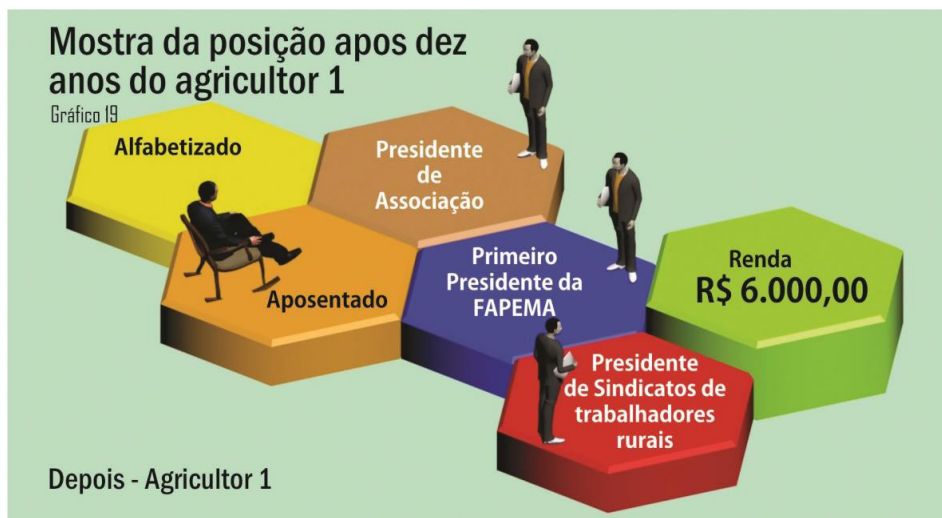 Mostra da posição apos dez
anos do agricultor 1
Gráfico 19
Alfabetizado
Presidente
de
Associação
Aposentado
Primeiro
Presidente da
FAPEMA
Renda
R$ 6.000,00
Presidente
de Sindicatos de
trabalhadores
rurais
Depois - Agricultor 1